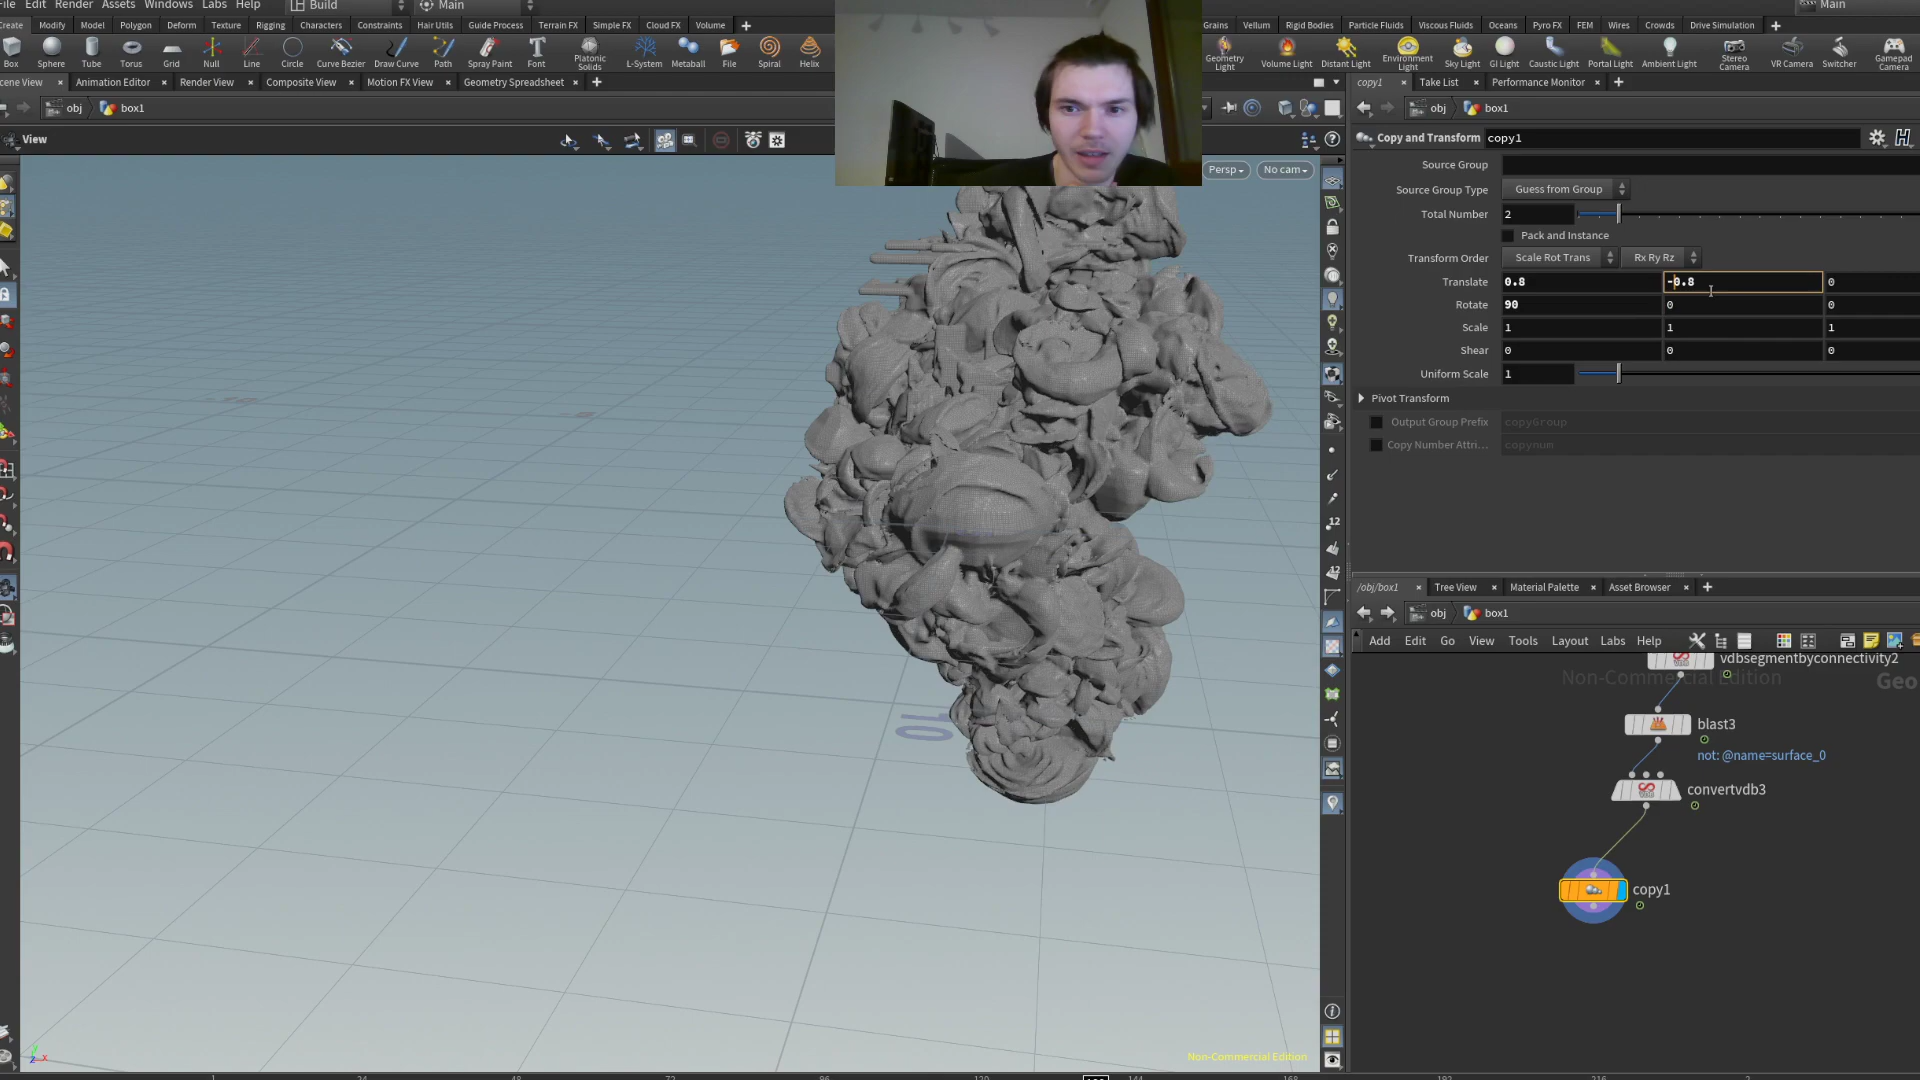 File Edit Render Assets Windows Labs Help Build Main Main
Create Modify Model Polygon Deform Texture Rigging Characters Constraints Hair Utils Guide Process Terrain FX Simple FX Cloud FX Volume Grains Vellum Rigid Bodies Particle Fluids Viscous Fluids Oceans Pyro FX FEM Wires Crowds Drive Simulation
Box Sphere Tube Torus Grid Null Line Circle Curve Bezier Draw Curve Path Spray Paint Font Platonic Solids L-System Metaball File Spiral Helix Geometry Light Volume Light Distant Light Environment Light Sky Light GI Light Caustic Light Portal Light Ambient Light Stereo Camera VR Camera Switcher Gamepad Camera
cene View Animation Editor Render View Composite View Motion FX View Geometry Spreadsheet copy1 Take List Performance Monitor
obj box1 obj box1
View
Copy and Transform copy1
Persp No cam
Source Group
Source Group Type Guess from Group
Total Number 2
Pack and Instance
Transform Order Scale Rot Trans Rx Ry Rz
Translate 0.8 -0.8 0
Rotate 90 0 0
Scale 1 1 1
Shear 0 0 0
Uniform Scale 1
Pivot Transform
Output Group Prefix copyGroup
Copy Number Attri... copynum
12
12
/obj/box1 Tree View Material Palette Asset Browser
obj box1
Add Edit Go View Tools Layout Labs Help
vdbsegmentbyconnectivity2
Non-Commercial Edition Geo
blast3
not: @name=surface_0
convertvdb3
copy1
10
z x
Non-Commercial Edition